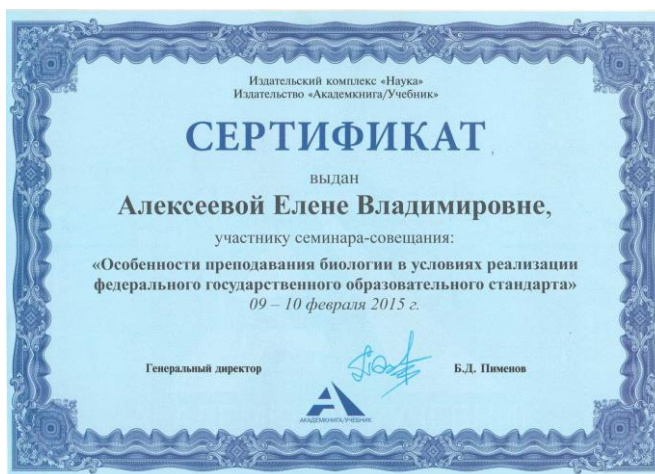 Издательский комплекс «Наука»
Издательство «Академкнига/Учебник»
СЕРТИФИКАТ
выдан
Алексеевой Елене Владимировне,
участнику семинара-совещания:
«Особенности преподавания биологии в условиях реализации
федерального государственного образовательного стандарта»
09 – 10 февраля 2015 г.
Генеральный директор
Б.Д. Пименов
АКАДЕМКНИГА/УЧЕБНИК